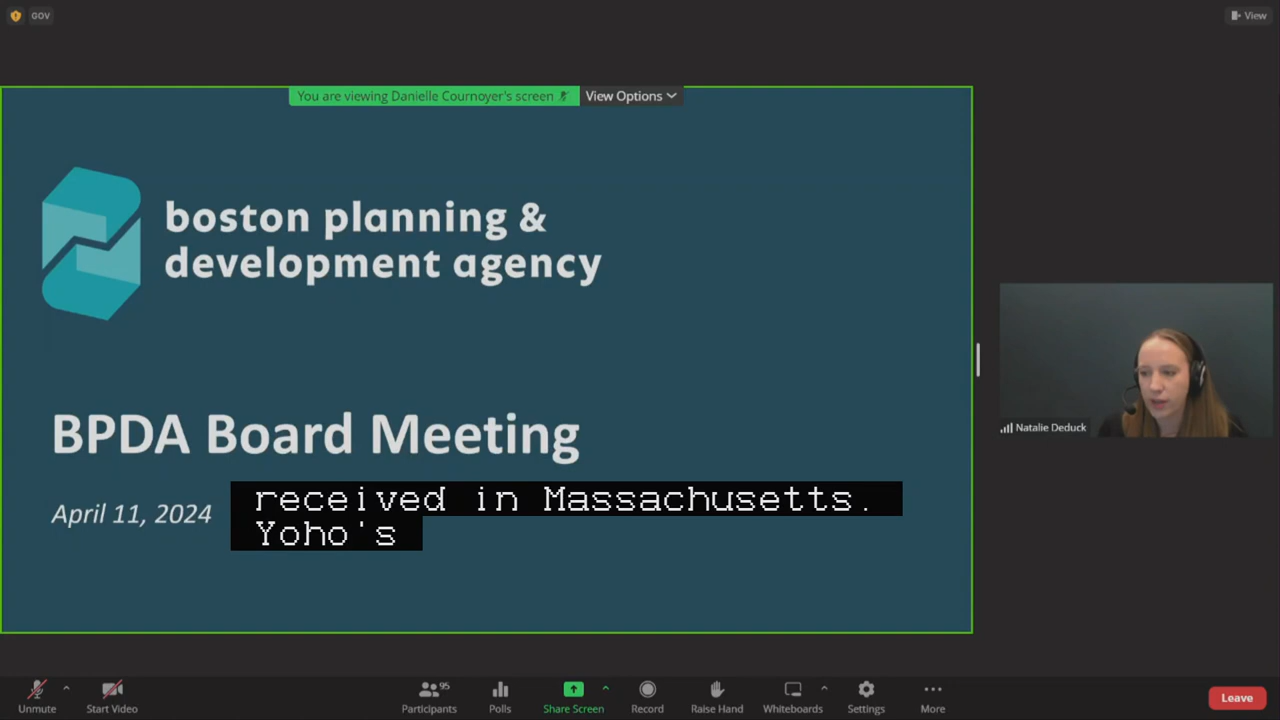 GOV
View
You are viewing Danielle Cournoyer's screen
View Options
boston planning &
development agency
BPDA Board Meeting
April 11, 2024
received in Massachusetts.
Yoho's
Natalie Deduck
Unmute
Start Video
Participants
95
Polls
Share Screen
Record
Raise Hand
Whiteboards
Settings
More
Leave